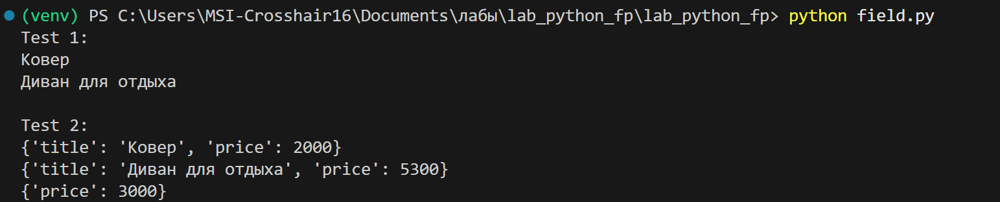 (venv) PS C:\Users\MSI-Crosshair16\Documents\лабы\lab_python_fp\lab_python_fp> python field.py
Test 1:
Ковер
Диван для отдыха
Test 2:
{'title': 'Ковер', 'price': 2000}
{'title': 'Диван для отдыха', 'price': 5300}
{'price': 3000}